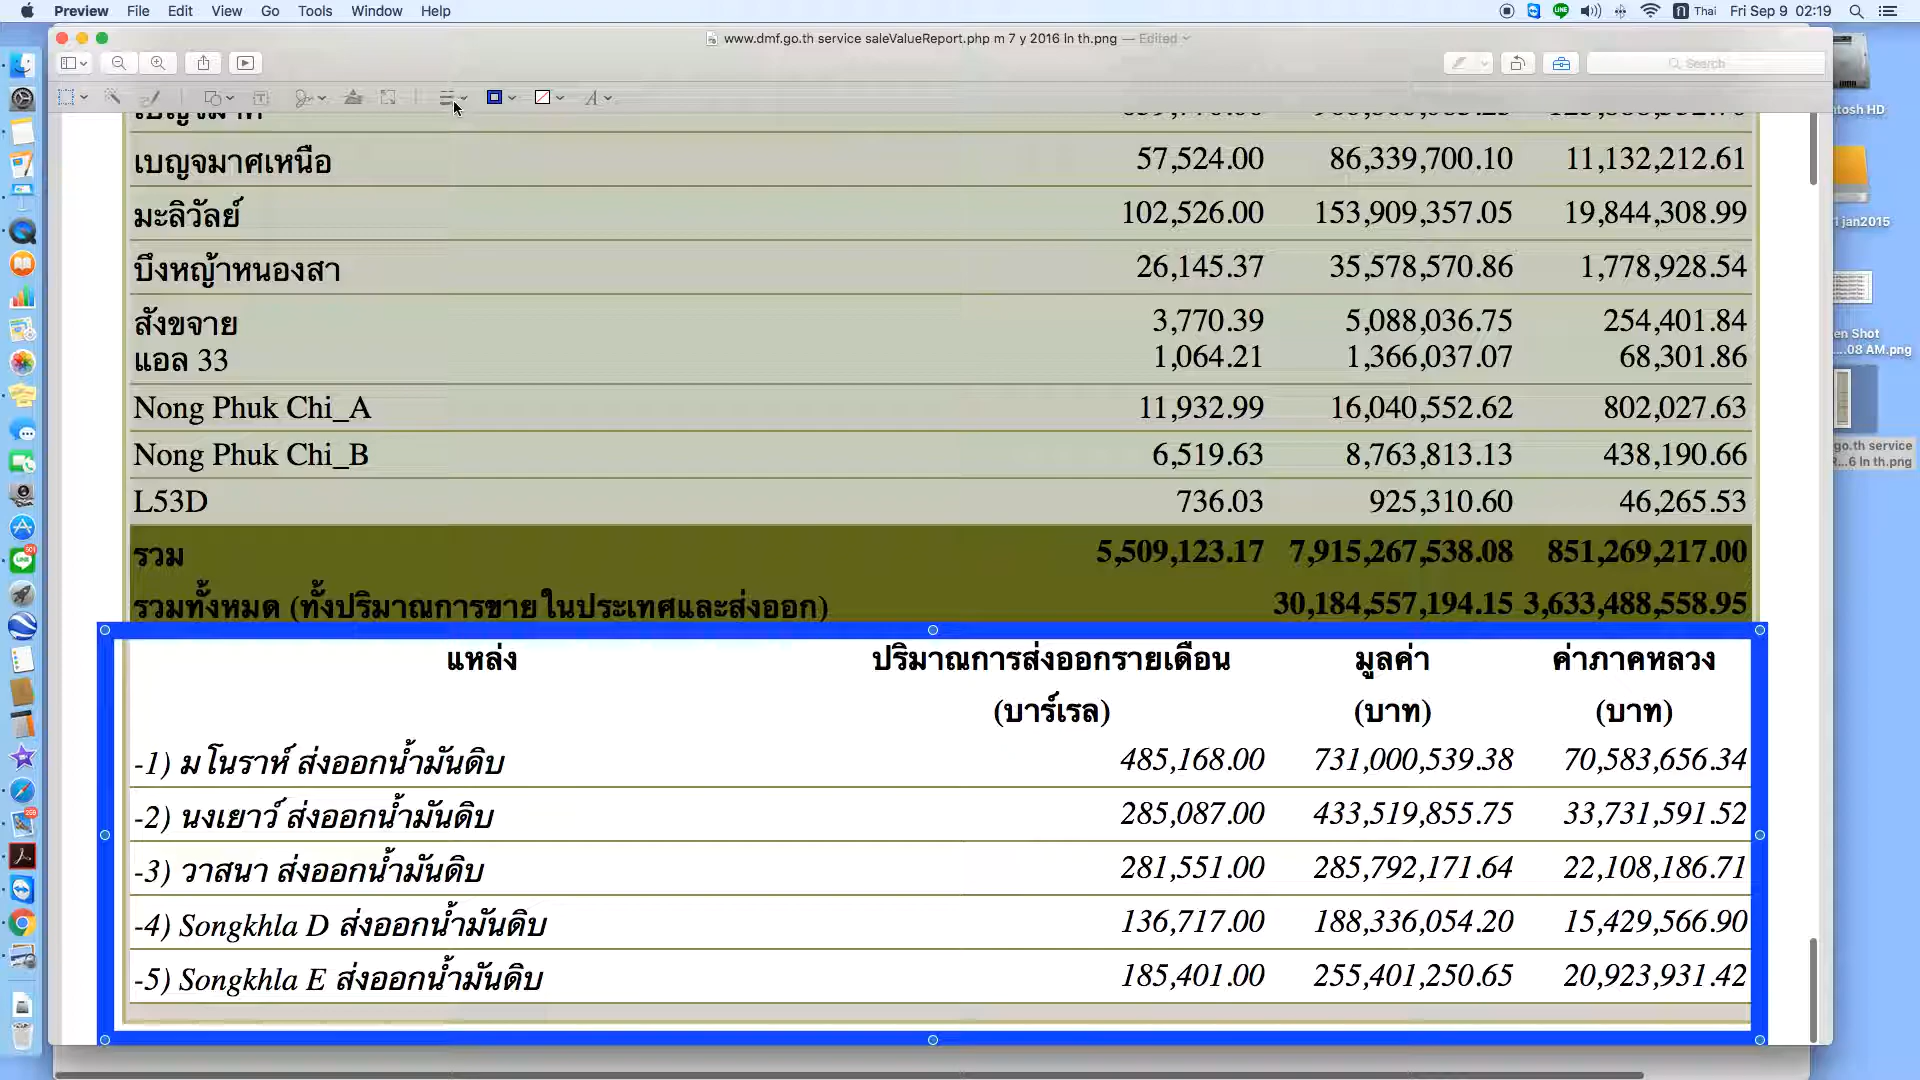 Preview File Edit View Go Tools Window Help Thai Fri Sep 9 02:19
www.dmf.go.th service saleValueReport.php m 7 y 2016 ln th.png — Edited
Search
เบญจมาศเหนือ 57,524.00 86,339,700.10 11,132,212.61
มะลิวัลย์ 102,526.00 153,909,357.05 19,844,308.99
บึงหญ้าหนองสา 26,145.37 35,578,570.86 1,778,928.54
สังขจาย 3,770.39 5,088,036.75 254,401.84
แอล 33 1,064.21 1,366,037.07 68,301.86
Nong Phuk Chi_A 11,932.99 16,040,552.62 802,027.63
Nong Phuk Chi_B 6,519.63 8,763,813.13 438,190.66
L53D 736.03 925,310.60 46,265.53
รวม 5,509,123.17 7,915,267,538.08 851,269,217.00
รวมทั้งหมด (ทั้งปริมาณการขายในประเทศและส่งออก) 30,184,557,194.15 3,633,488,558.95
แหล่ง ปริมาณการส่งออกรายเดือน มูลค่า ค่าภาคหลวง
(บาร์เรล) (บาท) (บาท)
-1) มโนราห์ ส่งออกน้ำมันดิบ 485,168.00 731,000,539.38 70,583,656.34
-2) นงเยาว์ ส่งออกน้ำมันดิบ 285,087.00 433,519,855.75 33,731,591.52
-3) วาสนา ส่งออกน้ำมันดิบ 281,551.00 285,792,171.64 22,108,186.71
-4) Songkhla D ส่งออกน้ำมันดิบ 136,717.00 188,336,054.20 15,429,566.90
-5) Songkhla E ส่งออกน้ำมันดิบ 185,401.00 255,401,250.65 20,923,931.42
ntosh HD
1 jan2015
en Shot
....08 AM.png
go.th service
R...6 ln th.png